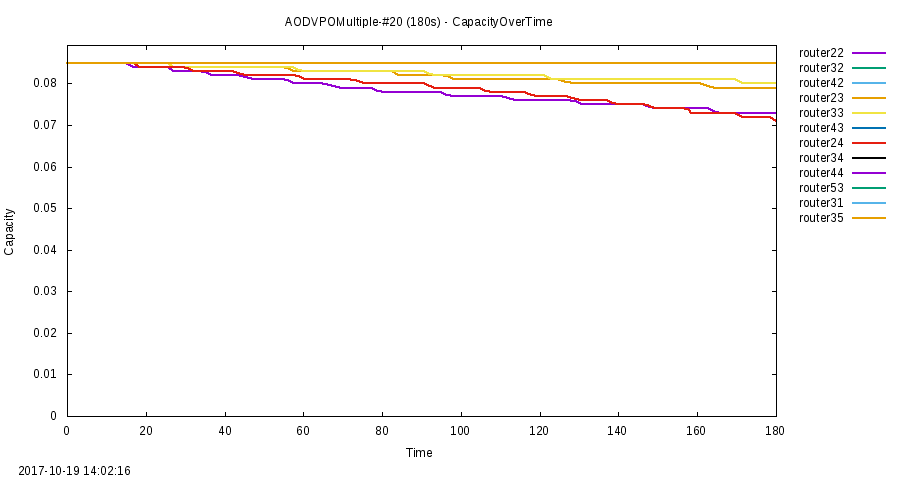 AODVPOMultiple-#20 (180s) - CapacityOverTime
router22
router32
router42
router23
router33
router43
router24
router34
router44
router53
router31
router35
Capacity
0.08
0.07
0.06
0.05
0.04
0.03
0.02
0.01
0
0 20 40 60 80 100 120 140 160 180
Time
2017-10-19 14:02:16